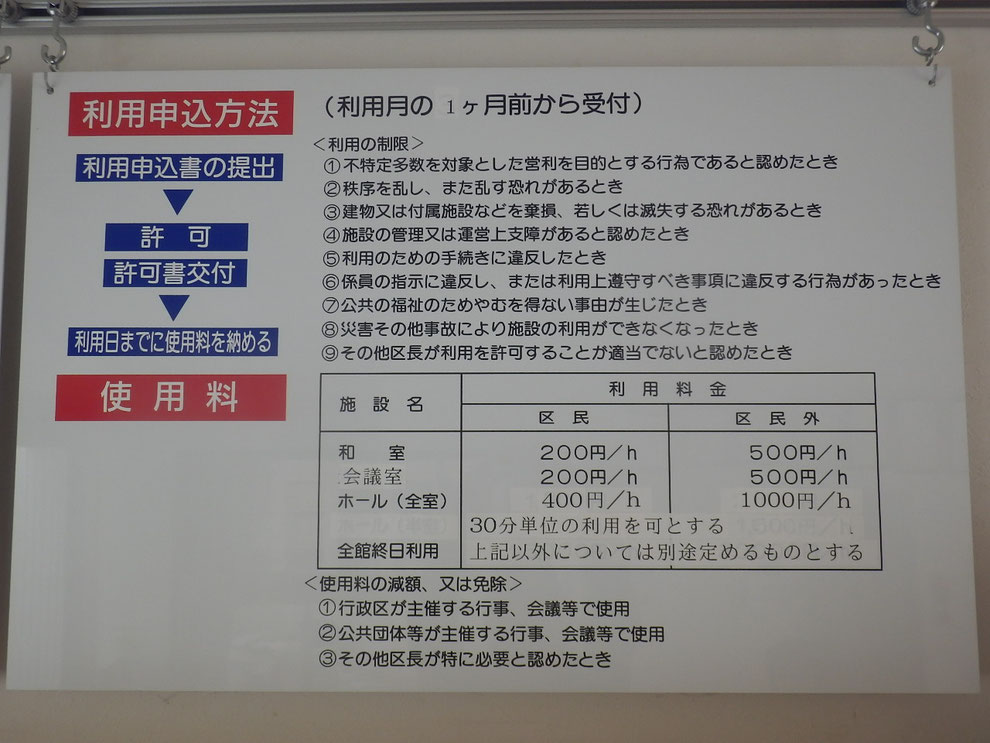 利用申込方法
(利用月の 1ヶ月前から受付)
利用申込書の提出
許可
許可書交付
利用日までに使用料を納める
<利用の制限>
①不特定多数を対象とした営利を目的とする行為であると認めたとき
②秩序を乱し、また乱す恐れがあるとき
③建物又は付属施設などを棄損、若しくは滅失する恐れがあるとき
④施設の管理又は運営上支障があると認めたとき
⑤利用のための手続きに違反したとき
⑥係員の指示に違反し、または利用上遵守すべき事項に違反する行為があったとき
⑦公共の福祉のためやむを得ない事由が生じたとき
⑧災害その他事故により施設の利用ができなくなったとき
⑨その他区長が利用を許可することが適当でないと認めたとき
使用料
施設名 利用料金
区民 区民外
和室 200円/h 500円/h
会議室 200円/h 500円/h
ホール(全室) 400円/h 1000円/h
30分単位の利用を可とする
全館終日利用 上記以外については別途定めるものとする
<使用料の減額、又は免除>
①行政区が主催する行事、会議等で使用
②公共団体等が主催する行事、会議等で使用
③その他区長が特に必要と認めたとき